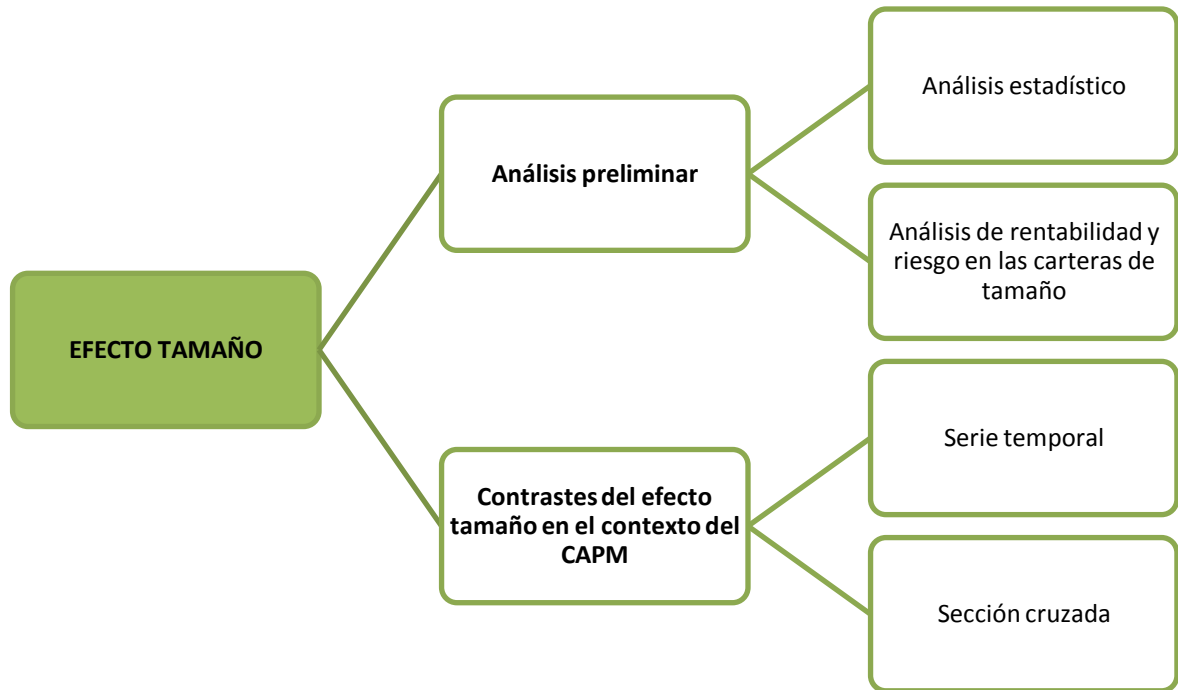 EFECTO TAMAÑO
Análisis preliminar
Análisis estadístico
Análisis de rentabilidad y
riesgo en las carteras de
tamaño
Contrastes del efecto
tamaño en el contexto del
CAPM
Serie temporal
Sección cruzada